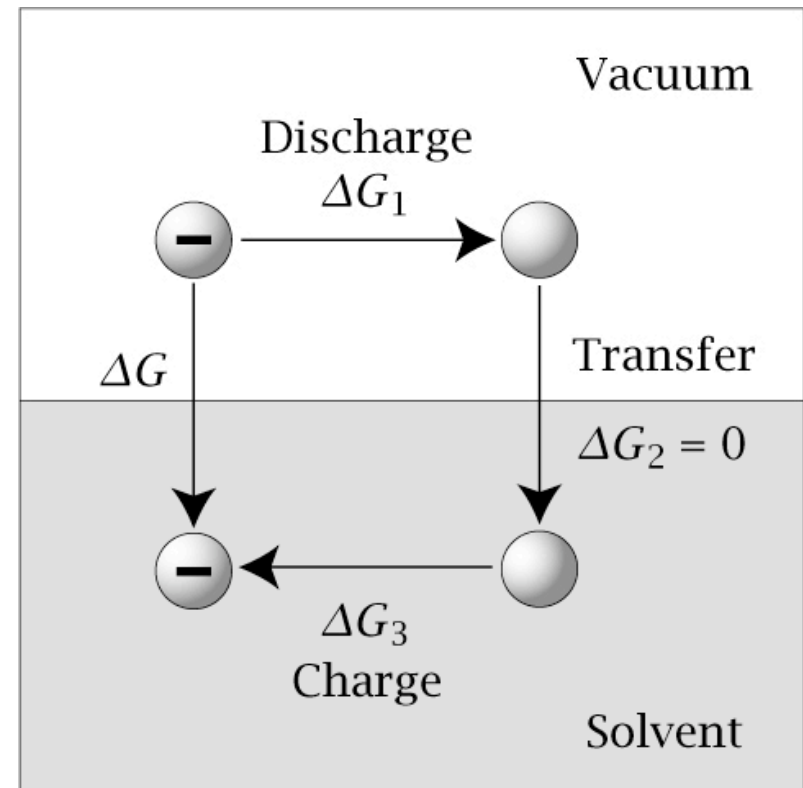 Vacuum
Discharge
ΔG₁
−
ΔG
Transfer
ΔG₂ = 0
−
ΔG₃
Charge
Solvent